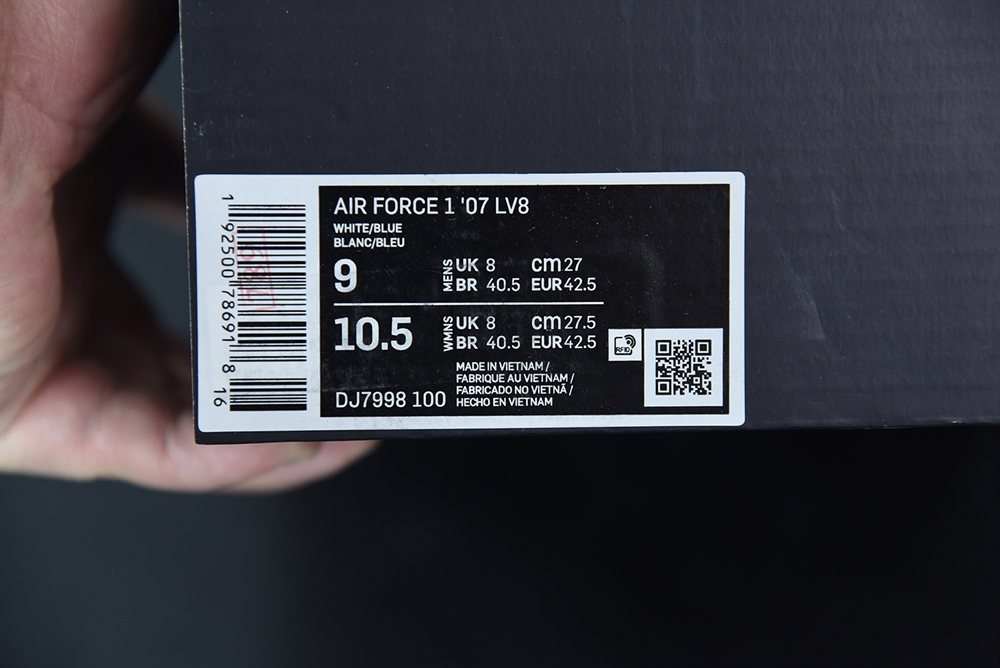 AIR FORCE 1 '07 LV8
WHITE/BLUE
BLANC/BLEU
9 MENS UK 8 cm 27
BR 40.5 EUR 42.5
10.5 WMNS UK 8 cm 27.5
BR 40.5 EUR 42.5
RFID
MADE IN VIETNAM /
FABRIQUE AU VIETNAM /
FABRICADO NO VIETNÃ /
HECHO EN VIETNAM
DJ7998 100
1 92500 78691 8 16